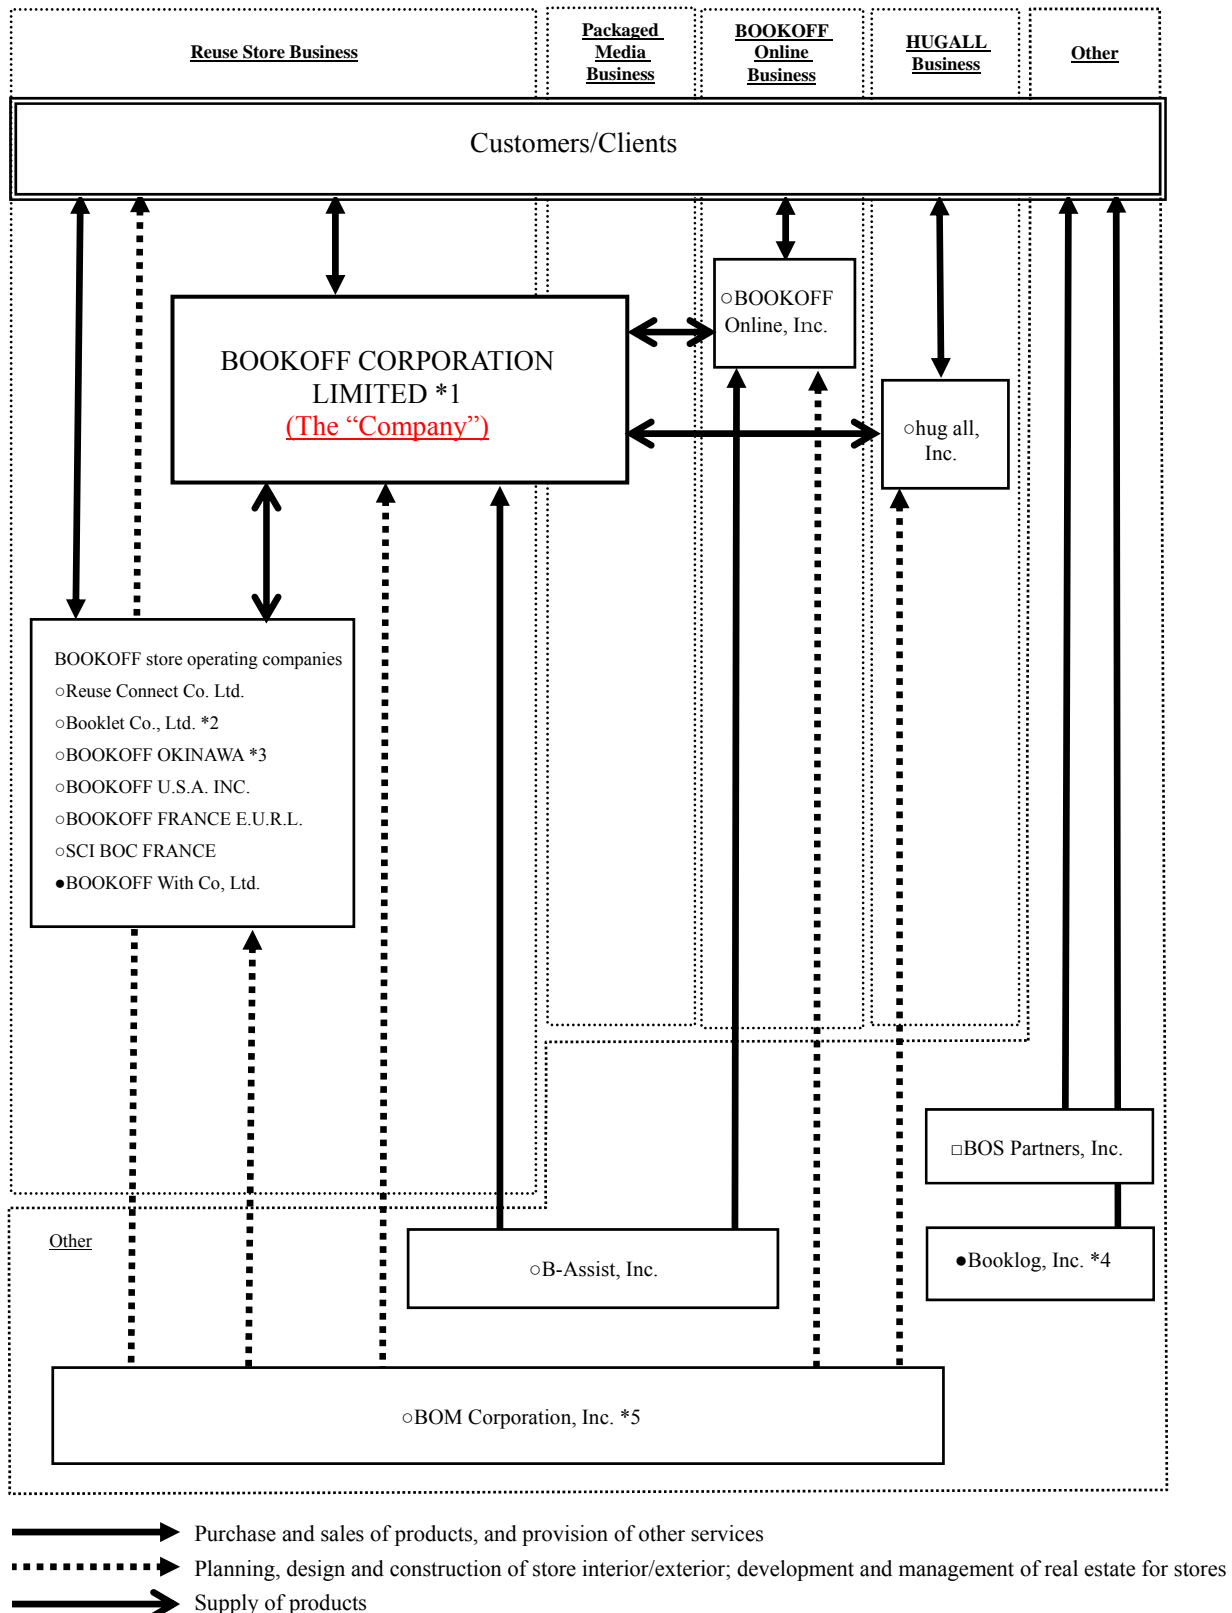 Reuse Store Business
Packaged
Media
Business
BOOKOFF
Online
Business
HUGALL
Business
Other
Customers/Clients
○BOOKOFF
Online, Inc.
BOOKOFF CORPORATION
LIMITED *1
(The “Company”)
○hug all,
Inc.
BOOKOFF store operating companies
○Reuse Connect Co. Ltd.
○Booklet Co., Ltd. *2
○BOOKOFF OKINAWA *3
○BOOKOFF U.S.A. INC.
○BOOKOFF FRANCE E.U.R.L.
○SCI BOC FRANCE
●BOOKOFF With Co, Ltd.
□BOS Partners, Inc.
Other
○B-Assist, Inc.
●Booklog, Inc. *4
○BOM Corporation, Inc. *5
Purchase and sales of products, and provision of other services
Planning, design and construction of store interior/exterior; development and management of real estate for stores
Supply of products